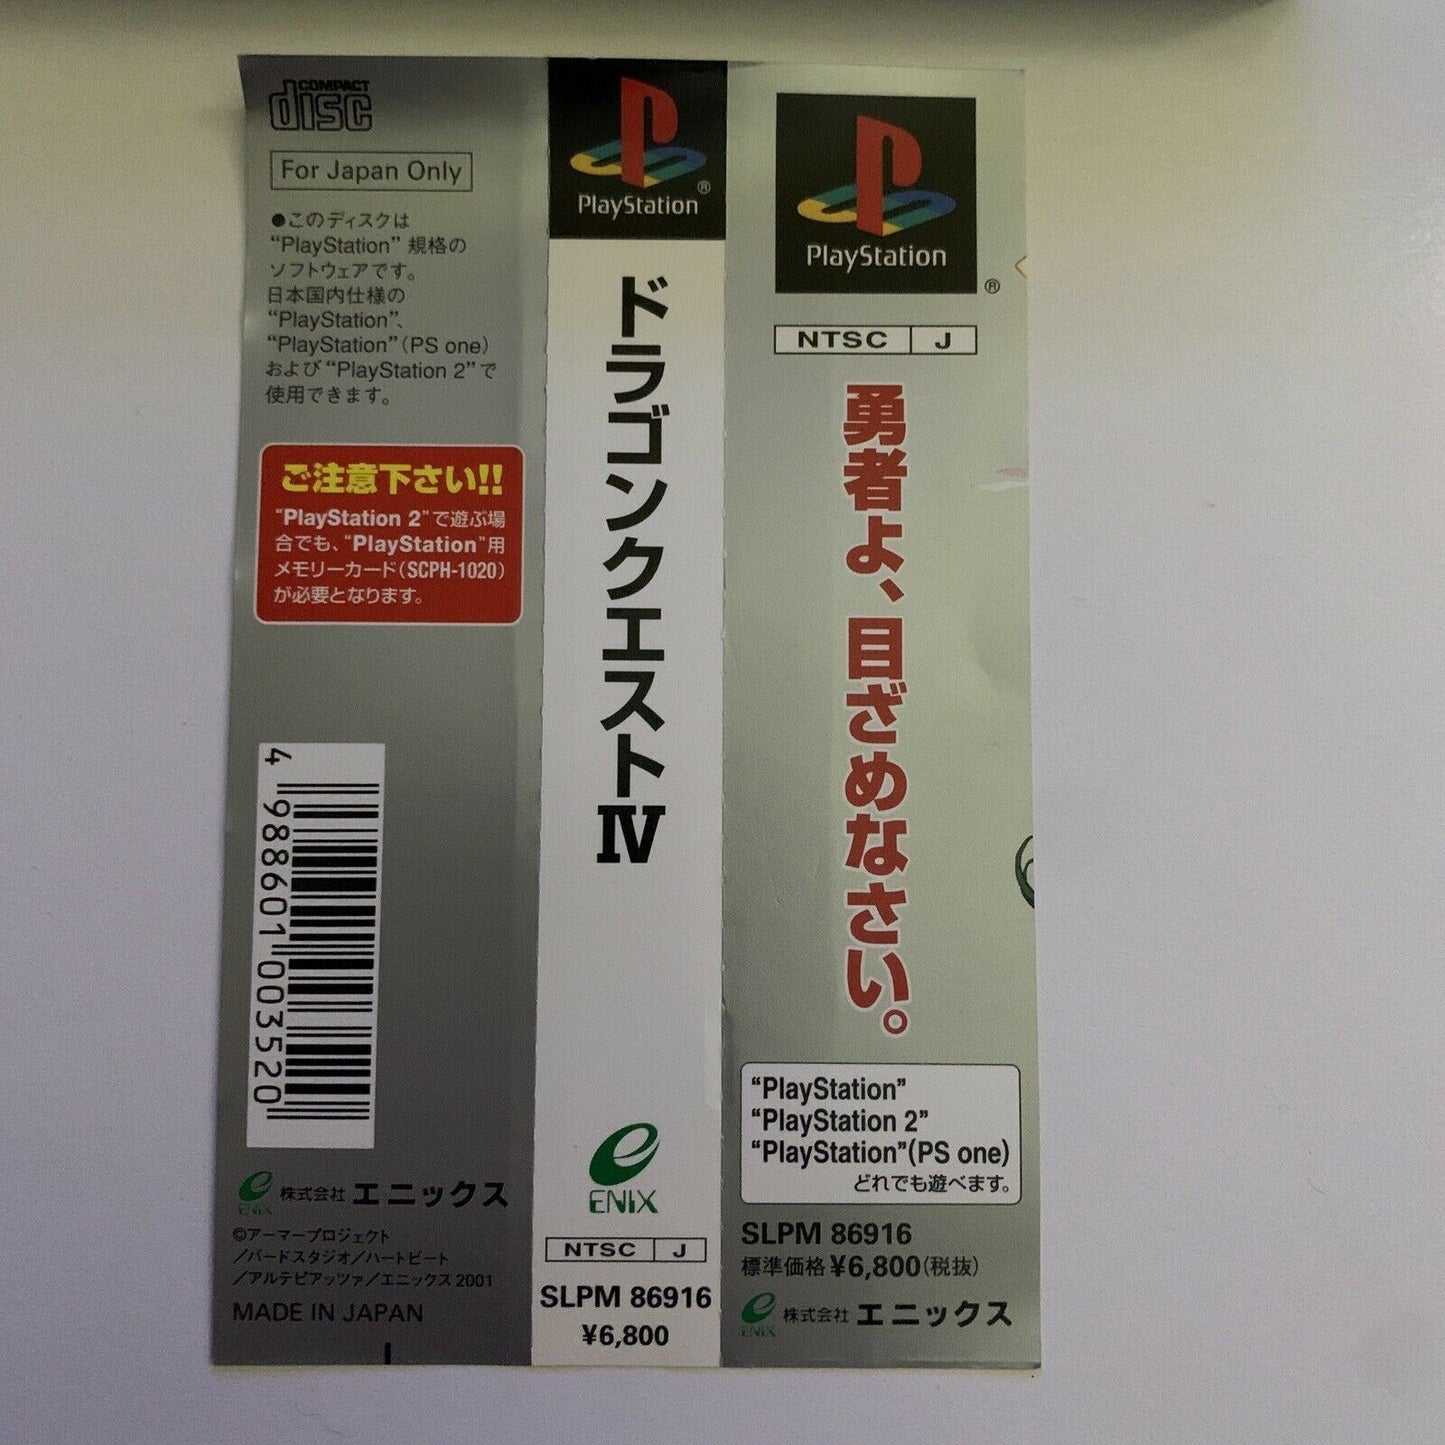 COMPACT
disc
For Japan Only
●このディスクは
“PlayStation” 規格の
ソフトウェアです。
日本国内仕様の
“PlayStation”、
“PlayStation”(PS one)
および“PlayStation 2”で
使用できます。
ご注意下さい!!
“PlayStation 2”で遊ぶ場
合でも、“PlayStation”用
メモリーカード(SCPH-1020)
が必要となります。
4 988601 003520
ENIX
株式会社 エニックス
©アーマープロジェクト
/バードスタジオ/ハートビート
/アルテピアッツァ/エニックス 2001
MADE IN JAPAN
PlayStation®
ドラゴンクエストⅣ
ENIX
NTSC J
SLPM 86916
¥6,800
PlayStation
®
NTSC J
勇者よ、目ざめなさい。
“PlayStation”
“PlayStation 2”
“PlayStation”(PS one)
どれでも遊べます。
SLPM 86916
標準価格 ¥6,800(税抜)
ENIX
株式会社 エニックス